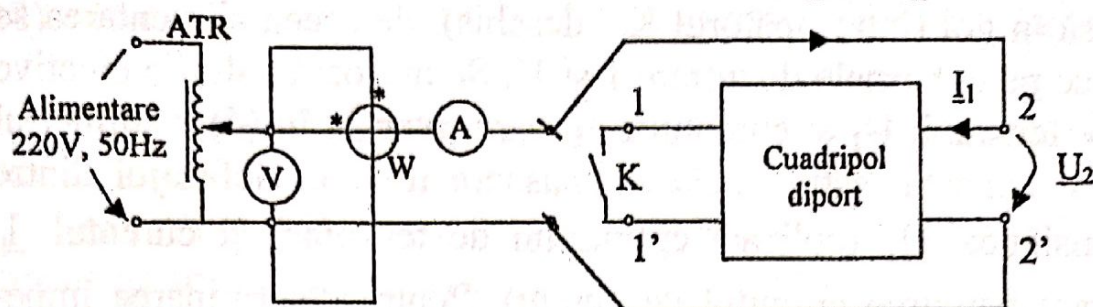 ATR
Alimentare
220V, 50Hz
V
*
*
W
A
1
K
1'
Cuadripol
diport
I1
2
U2
2'